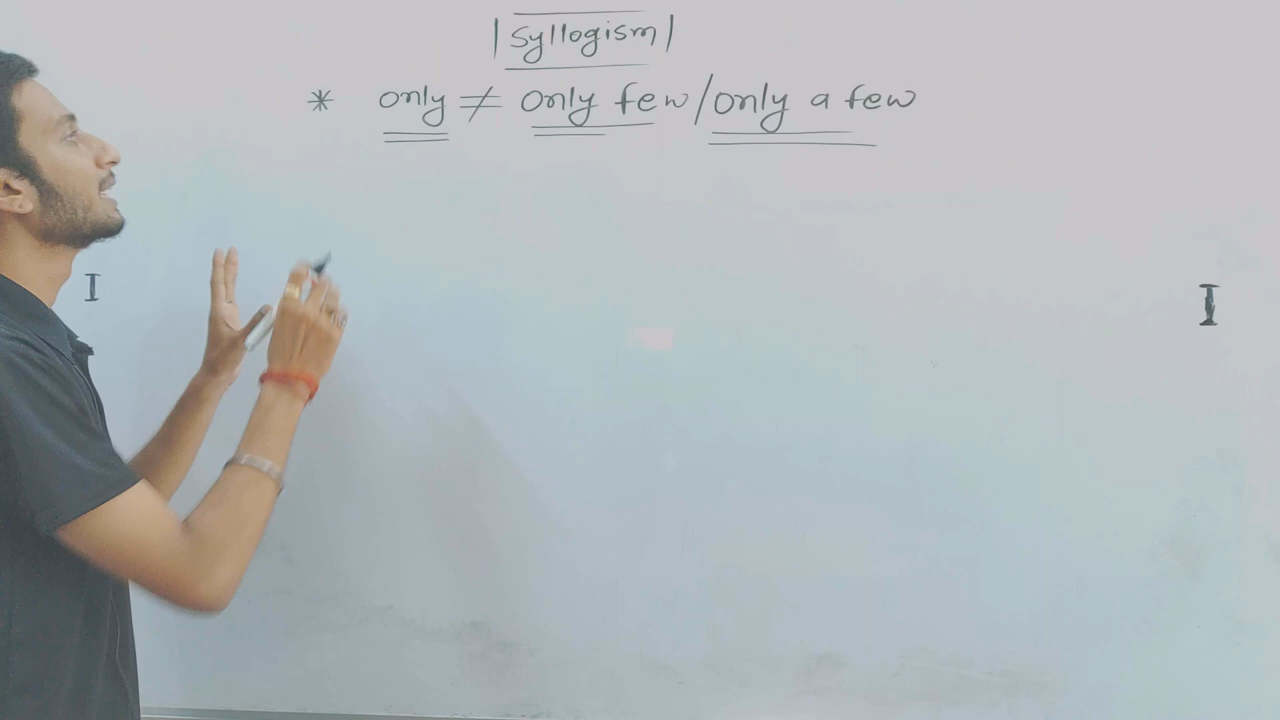 |Syllogism|
* only ≠ only few/only a few
I
I